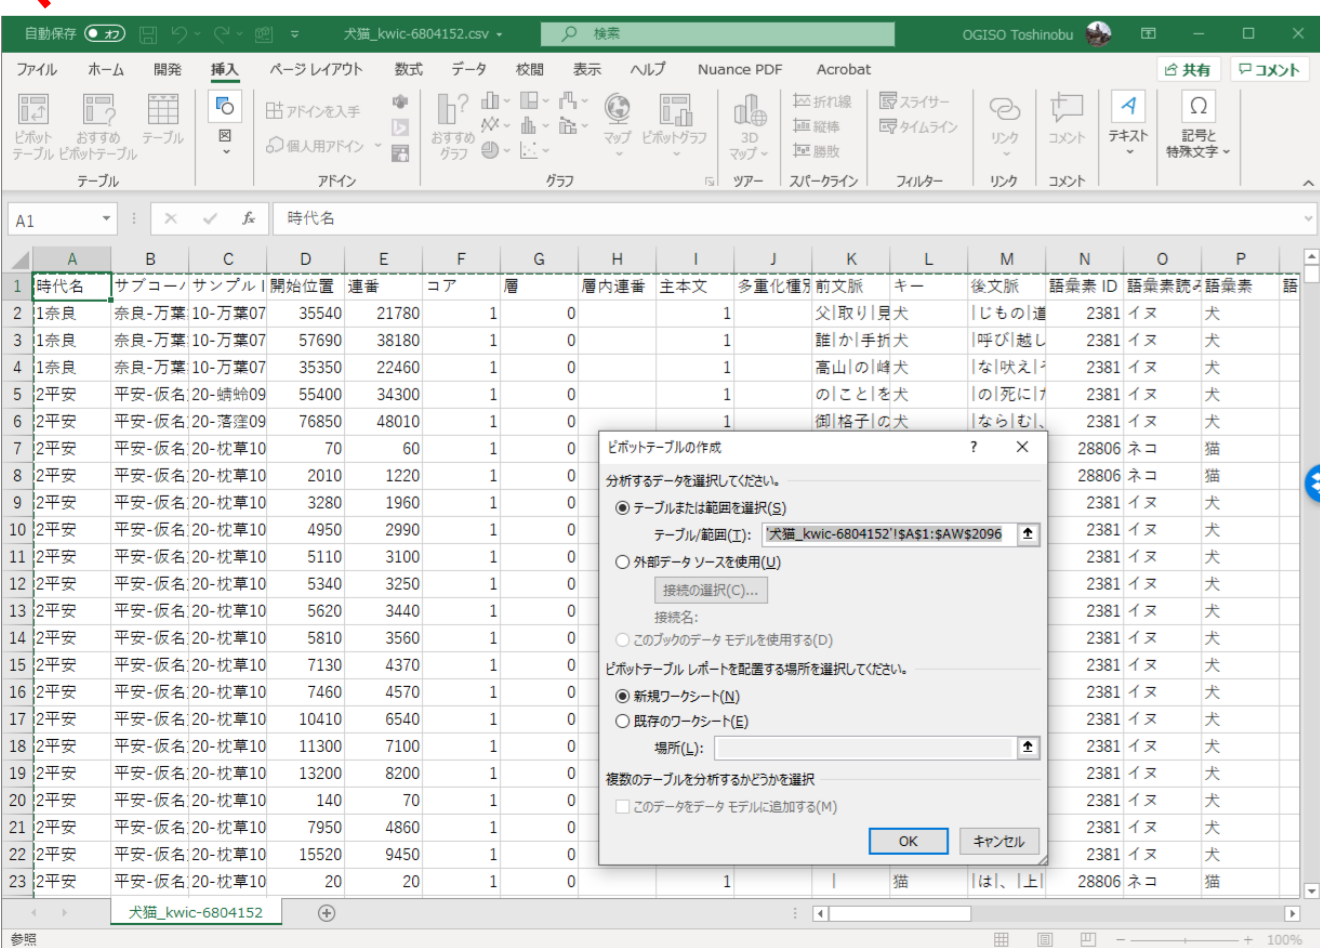 自動保存 オフ 犬猫_kwic-6804152.csv 検索 OGISO Toshinobu
ファイル ホーム 開発 挿入 ページ レイアウト 数式 データ 校閲 表示 ヘルプ Nuance PDF Acrobat 共有 コメント
ピボットテーブル おすすめピボットテーブル テーブル 図 アドインを入手 個人用アドイン おすすめグラフ マップ ピボットグラフ 3Dマップ 折れ線 縦棒 勝敗 スライサー タイムライン リンク コメント テキスト 記号と特殊文字
テーブル アドイン グラフ ツアー スパークライン フィルター リンク コメント
A1 fx 時代名
A B C D E F G H I J K L M N O P
1 時代名 サブコー サンプル I 開始位置 連番 コア 層 層内連番 主本文 多重化種別 前文脈 キー 後文脈 語彙素 ID 語彙素読み 語彙素 語
2 1奈良 奈良-万葉 10-万葉07 35540 21780 1 0 1 父|取り|見 犬 |じもの|道 2381 イヌ 犬
3 1奈良 奈良-万葉 10-万葉07 57690 38180 1 0 1 誰|か|手折 犬 |呼び|越し 2381 イヌ 犬
4 1奈良 奈良-万葉 10-万葉07 35350 22460 1 0 1 高山|の|峰 犬 |な|吠え| 2381 イヌ 犬
5 2平安 平安-仮名 20-蜻蛉09 55400 34300 1 0 1 の|こと|を 犬 |の|死に| 2381 イヌ 犬
6 2平安 平安-仮名 20-落窪09 76850 48010 1 0 1 御|格子|の 犬 |なら|む|、 2381 イヌ 犬
7 2平安 平安-仮名 20-枕草10 70 60 1 0 28806 ネコ 猫
8 2平安 平安-仮名 20-枕草10 2010 1220 1 0 28806 ネコ 猫
9 2平安 平安-仮名 20-枕草10 3280 1960 1 0 2381 イヌ 犬
10 2平安 平安-仮名 20-枕草10 4950 2990 1 0 2381 イヌ 犬
11 2平安 平安-仮名 20-枕草10 5110 3100 1 0 2381 イヌ 犬
12 2平安 平安-仮名 20-枕草10 5340 3250 1 0 2381 イヌ 犬
13 2平安 平安-仮名 20-枕草10 5620 3440 1 0 2381 イヌ 犬
14 2平安 平安-仮名 20-枕草10 5810 3560 1 0 2381 イヌ 犬
15 2平安 平安-仮名 20-枕草10 7130 4370 1 0 2381 イヌ 犬
16 2平安 平安-仮名 20-枕草10 7460 4570 1 0 2381 イヌ 犬
17 2平安 平安-仮名 20-枕草10 10410 6540 1 0 2381 イヌ 犬
18 2平安 平安-仮名 20-枕草10 11300 7100 1 0 2381 イヌ 犬
19 2平安 平安-仮名 20-枕草10 13200 8200 1 0 2381 イヌ 犬
20 2平安 平安-仮名 20-枕草10 140 70 1 0 2381 イヌ 犬
21 2平安 平安-仮名 20-枕草10 7950 4860 1 0 2381 イヌ 犬
22 2平安 平安-仮名 20-枕草10 15520 9450 1 0 2381 イヌ 犬
23 2平安 平安-仮名 20-枕草10 20 20 1 0 1 | 猫 |は|、|上| 28806 ネコ 猫
ピボットテーブルの作成 ? ×
分析するデータを選択してください。
テーブルまたは範囲を選択(S)
テーブル/範囲(T): '犬猫_kwic-6804152'!$A$1:$AW$2096
外部データ ソースを使用(U)
接続の選択(C)...
接続名:
このブックのデータ モデルを使用する(D)
ピボットテーブル レポートを配置する場所を選択してください。
新規ワークシート(N)
既存のワークシート(E)
場所(L):
複数のテーブルを分析するかどうかを選択
このデータをデータ モデルに追加する(M)
OK キャンセル
犬猫_kwic-6804152
参照 100%